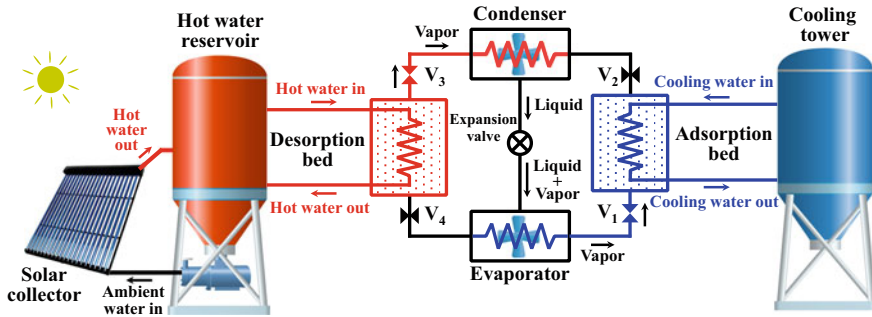 Hot water
reservoir
Vapor
Condenser
Cooling
tower
V3
V2
Hot water in
Cooling water in
Hot
water
out
Liquid
Expansion
valve
Desorption
bed
Adsorption
bed
Liquid
+
Vapor
Hot water out
Cooling water out
V4
V1
Solar
collector
Ambient
water in
Evaporator
Vapor